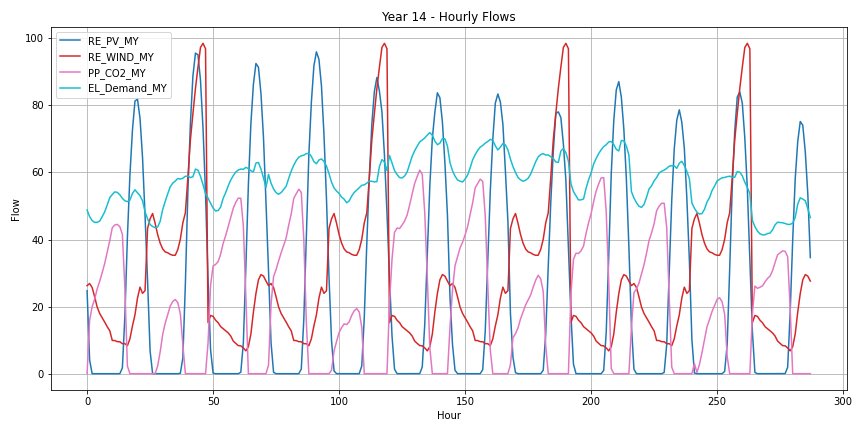 Year 14 - Hourly Flows
RE_PV_MY
RE_WIND_MY
PP_CO2_MY
EL_Demand_MY
100
80
60
40
20
0
Flow
0 50 100 150 200 250 300
Hour